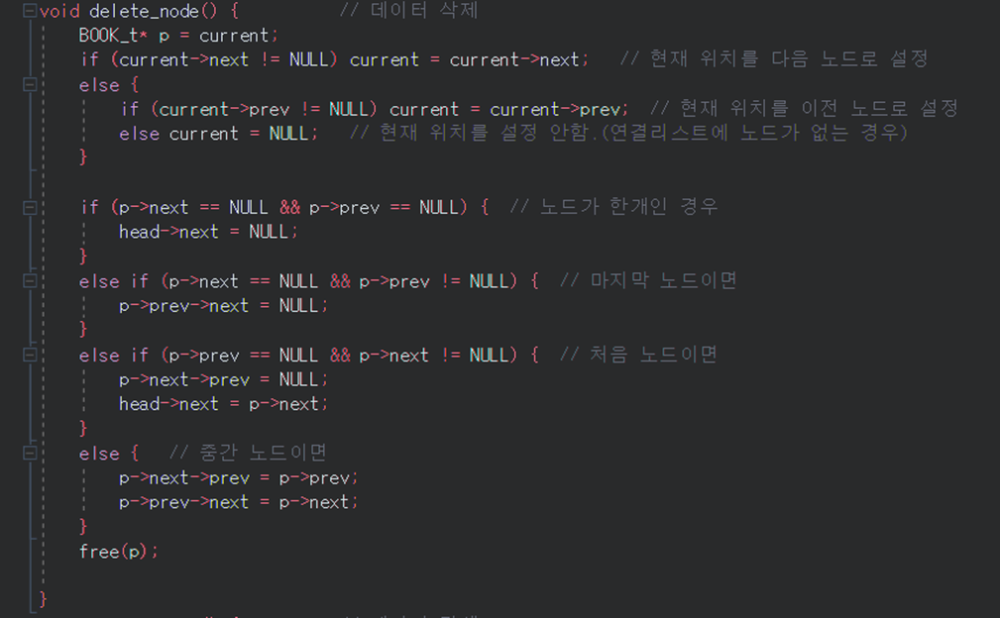 void delete_node() { // 데이터 삭제
BOOK_t* p = current;
if (current->next != NULL) current = current->next; // 현재 위치를 다음 노드로 설정
else {
if (current->prev != NULL) current = current->prev; // 현재 위치를 이전 노드로 설정
else current = NULL; // 현재 위치를 설정 안함.(연결리스트에 노드가 없는 경우)
}
if (p->next == NULL && p->prev == NULL) { // 노드가 한개인 경우
head->next = NULL;
}
else if (p->next == NULL && p->prev != NULL) { // 마지막 노드이면
p->prev->next = NULL;
}
else if (p->prev == NULL && p->next != NULL) { // 처음 노드이면
p->next->prev = NULL;
head->next = p->next;
}
else { // 중간 노드이면
p->next->prev = p->prev;
p->prev->next = p->next;
}
free(p);
}